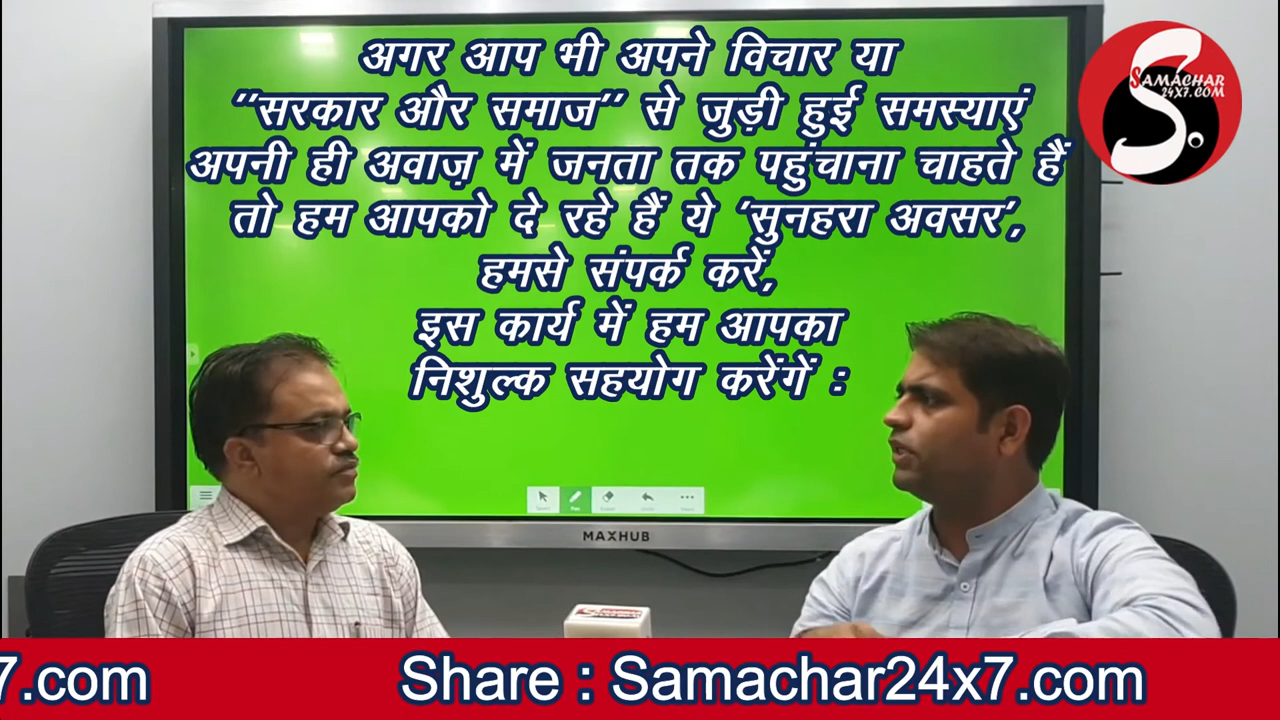 अगर आप भी अपने विचार या
"सरकार और समाज" से जुड़ी हुई समस्याएं
अपनी ही अवाज़ में जनता तक पहुंचाना चाहते हैं
तो हम आपको दे रहे हैं ये 'सुनहरा अवसर',
हमसे संपर्क करें,
इस कार्य में हम आपका
निशुल्क सहयोग करेंगें :
S.
SAMACHAR
24X7.COM
MAXHUB
7.com
Share : Samachar24x7.com